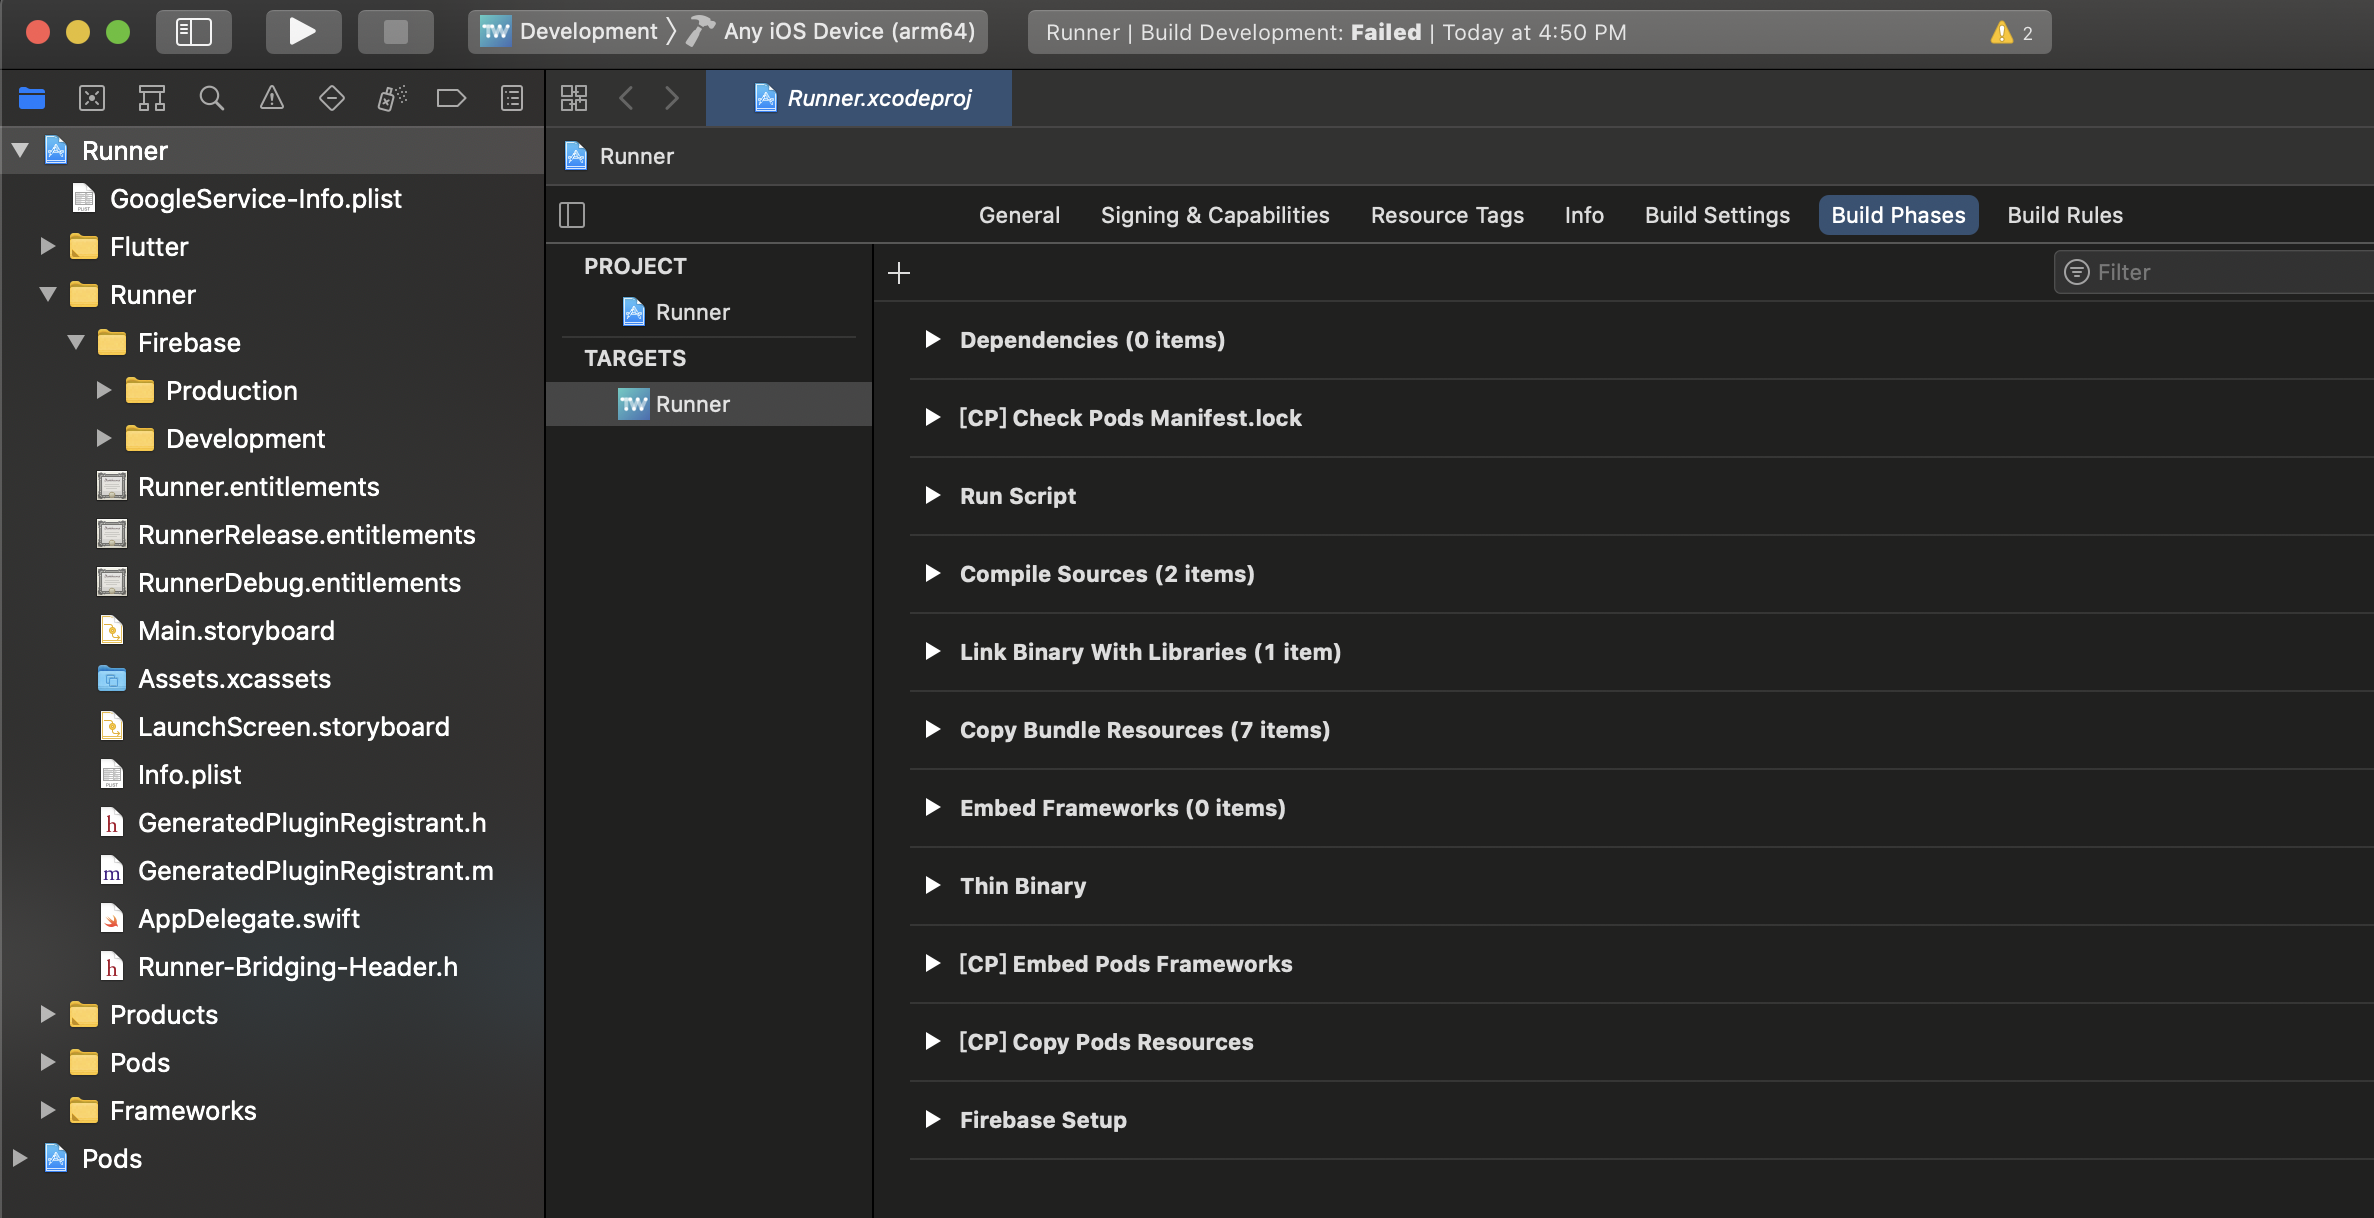 Development 〉 Any iOS Device (arm64)
Runner | Build Development: Failed | Today at 4:50 PM
2
Runner.xcodeproj
Runner
GoogleService-Info.plist
Flutter
Runner
Firebase
Production
Development
Runner.entitlements
RunnerRelease.entitlements
RunnerDebug.entitlements
Main.storyboard
Assets.xcassets
LaunchScreen.storyboard
Info.plist
GeneratedPluginRegistrant.h
GeneratedPluginRegistrant.m
AppDelegate.swift
Runner-Bridging-Header.h
Products
Pods
Frameworks
Pods
Runner
General Signing & Capabilities Resource Tags Info Build Settings Build Phases Build Rules
PROJECT
Runner
TARGETS
TW Runner
Filter
Dependencies (0 items)
[CP] Check Pods Manifest.lock
Run Script
Compile Sources (2 items)
Link Binary With Libraries (1 item)
Copy Bundle Resources (7 items)
Embed Frameworks (0 items)
Thin Binary
[CP] Embed Pods Frameworks
[CP] Copy Pods Resources
Firebase Setup